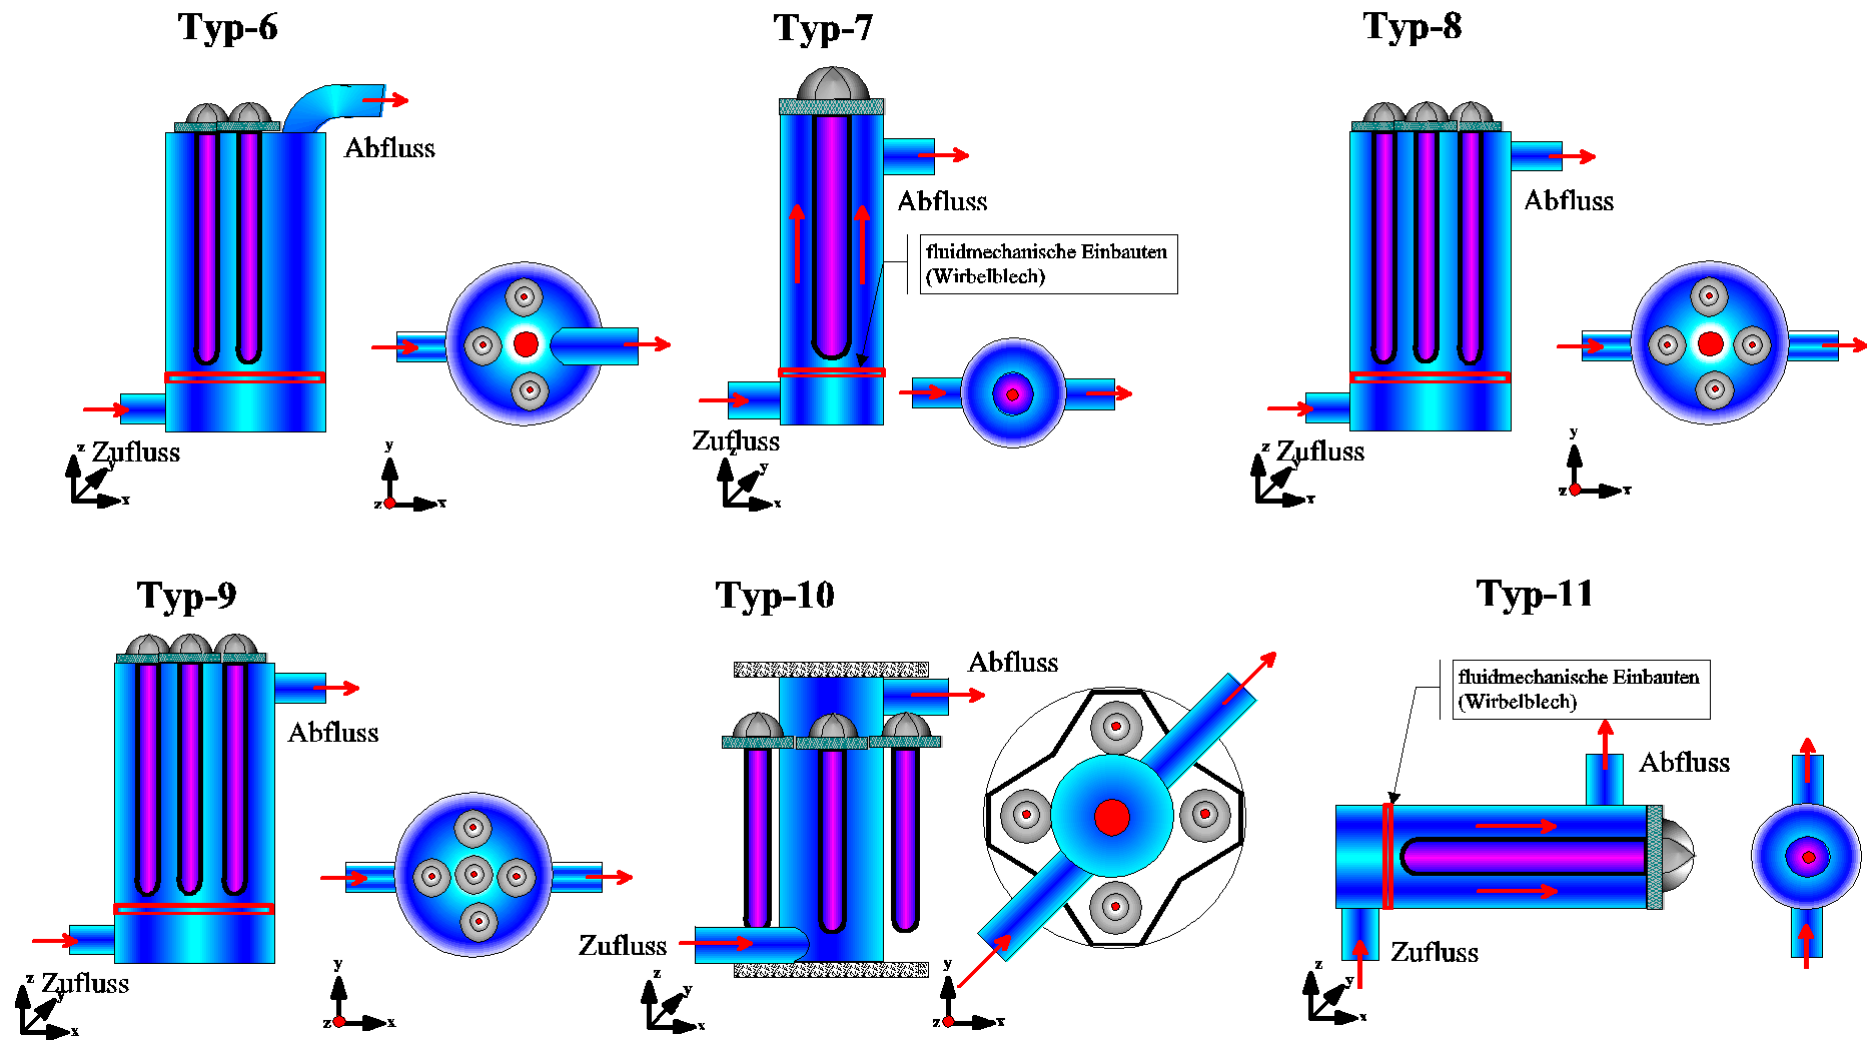 Typ-6
Typ-7
Typ-8
Abfluss
Abfluss
Abfluss
fluidmechanische Einbauten
(Wirbelblech)
Zufluss
Zufluss
Zufluss
z
y
x
y
z
x
z
y
x
z
y
x
y
z
x
Typ-9
Typ-10
Typ-11
Abfluss
Abfluss
fluidmechanische Einbauten
(Wirbelblech)
Abfluss
Zufluss
Zufluss
Zufluss
z
y
x
y
z
x
z
y
x
y
z
x
z
y
x